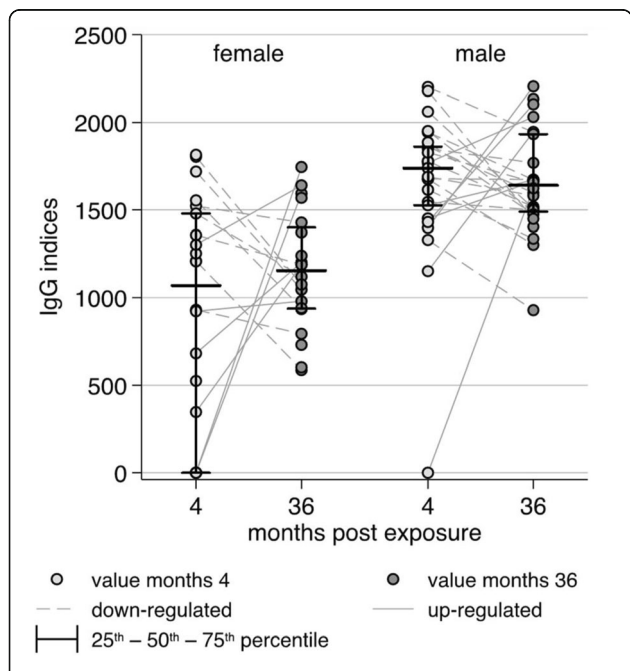 2500
female
male
2000
1500
1000
500
0
IgG indices
4
36
4
36
months post exposure
value months 4
value months 36
down-regulated
up-regulated
25th – 50th – 75th percentile